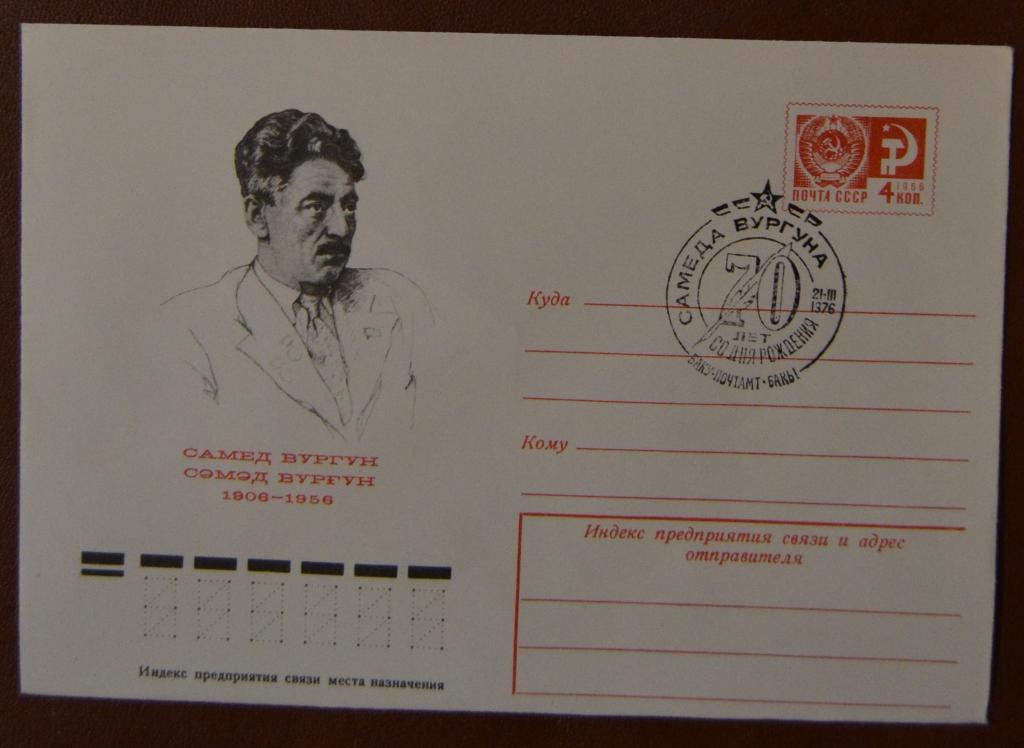 ПОЧТА СССР
4
1966
КОП.
СССР
САМЕДА ВУРГУНА
70
ЛЕТ
СО ДНЯ РОЖДЕНИЯ
21·III
1976
БАКУ·ПОЧТАМТ·БАКЫ
Куда
Кому
САМЕД ВУРГУН
СӘМӘД ВУРҒУН
1906–1956
Индекс предприятия связи и адрес
отправителя
Индекс предприятия связи места назначения